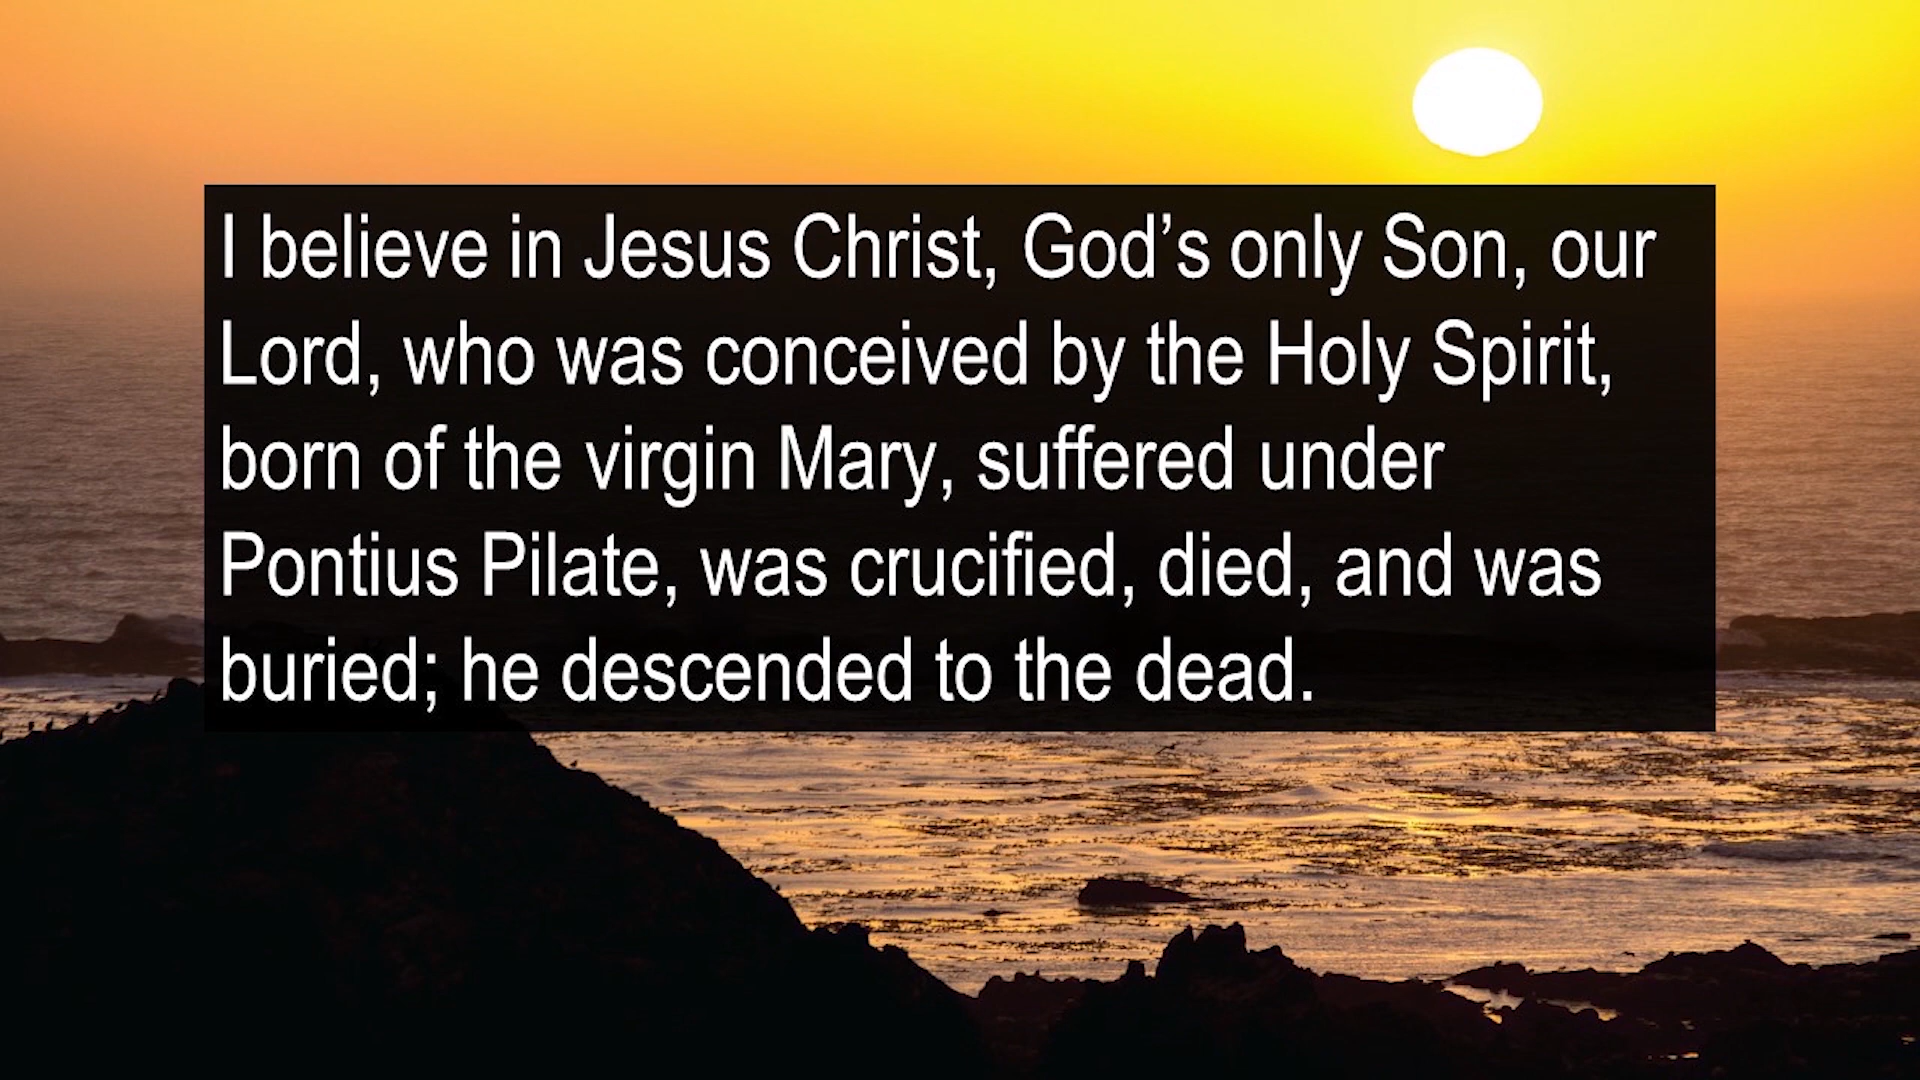 I believe in Jesus Christ, God’s only Son, our
Lord, who was conceived by the Holy Spirit,
born of the virgin Mary, suffered under
Pontius Pilate, was crucified, died, and was
buried; he descended to the dead.